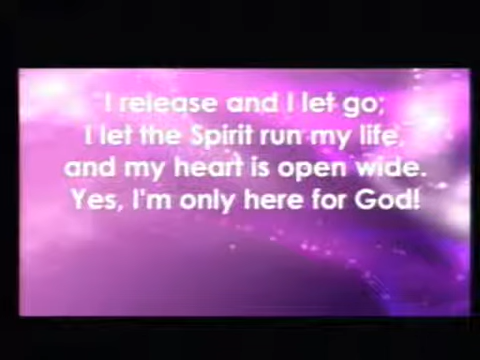 I release and I let go;
I let the Spirit run my life,
and my heart is open wide.
Yes, I'm only here for God!